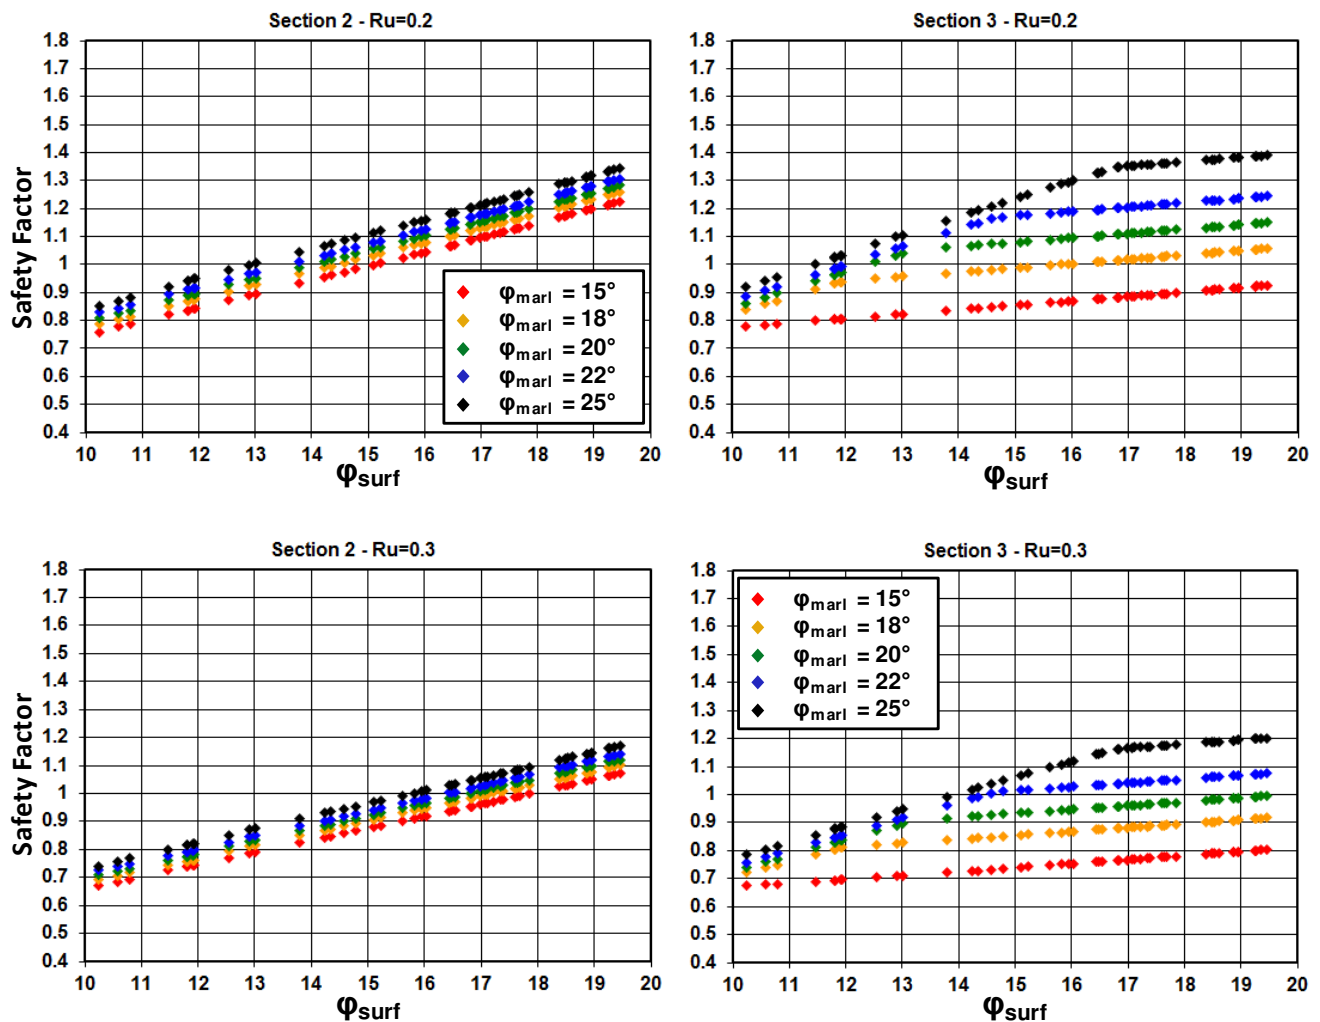 Section 2 - Ru=0.2
1.8
1.7
1.6
1.5
1.4
1.3
1.2
1.1
1
0.9
0.8
0.7
0.6
0.5
0.4
Safety Factor
10 11 12 13 14 15 16 17 18 19 20
φsurf
φmarl = 15°
φmarl = 18°
φmarl = 20°
φmarl = 22°
φmarl = 25°
Section 3 - Ru=0.2
1.8
1.7
1.6
1.5
1.4
1.3
1.2
1.1
1
0.9
0.8
0.7
0.6
0.5
0.4
10 11 12 13 14 15 16 17 18 19 20
φsurf
Section 2 - Ru=0.3
1.8
1.7
1.6
1.5
1.4
1.3
1.2
1.1
1
0.9
0.8
0.7
0.6
0.5
0.4
Safety Factor
10 11 12 13 14 15 16 17 18 19 20
φsurf
Section 3 - Ru=0.3
1.8
1.7
1.6
1.5
1.4
1.3
1.2
1.1
1
0.9
0.8
0.7
0.6
0.5
0.4
φmarl = 15°
φmarl = 18°
φmarl = 20°
φmarl = 22°
φmarl = 25°
10 11 12 13 14 15 16 17 18 19 20
φsurf